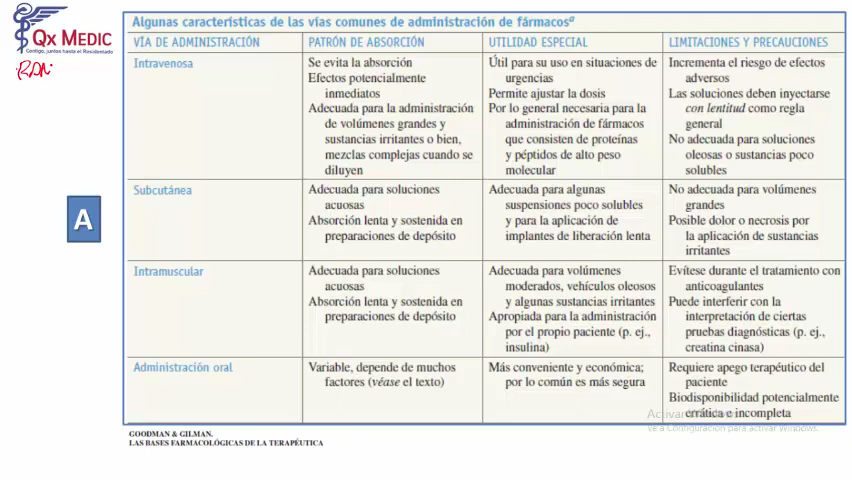 Qx MEDIC
Contigo, juntos hasta el Residentado
RAM
A
Algunas características de las vías comunes de administración de fármacosᵃ
VÍA DE ADMINISTRACIÓN
PATRÓN DE ABSORCIÓN
UTILIDAD ESPECIAL
LIMITACIONES Y PRECAUCIONES
Intravenosa
Se evita la absorción
Efectos potencialmente
inmediatos
Adecuada para la administración
de volúmenes grandes y
sustancias irritantes o bien,
mezclas complejas cuando se
diluyen
Útil para su uso en situaciones de
urgencias
Permite ajustar la dosis
Por lo general necesaria para la
administración de fármacos
que consisten de proteínas
y péptidos de alto peso
molecular
Incrementa el riesgo de efectos
adversos
Las soluciones deben inyectarse
con lentitud como regla
general
No adecuada para soluciones
oleosas o sustancias poco
solubles
Subcutánea
Adecuada para soluciones
acuosas
Absorción lenta y sostenida en
preparaciones de depósito
Adecuada para algunas
suspensiones poco solubles
y para la aplicación de
implantes de liberación lenta
No adecuada para volúmenes
grandes
Posible dolor o necrosis por
la aplicación de sustancias
irritantes
Intramuscular
Adecuada para soluciones
acuosas
Absorción lenta y sostenida en
preparaciones de depósito
Adecuada para volúmenes
moderados, vehículos oleosos
y algunas sustancias irritantes
Apropiada para la administración
por el propio paciente (p. ej.,
insulina)
Evítese durante el tratamiento con
anticoagulantes
Puede interferir con la
interpretación de ciertas
pruebas diagnósticas (p. ej.,
creatina cinasa)
Administración oral
Variable, depende de muchos
factores (véase el texto)
Más conveniente y económica;
por lo común es más segura
Requiere apego terapéutico del
paciente
Biodisponibilidad potencialmente
errática e incompleta
Activar Windows
Ve a Configuración para activar Windows.
GOODMAN & GILMAN.
LAS BASES FARMACOLÓGICAS DE LA TERAPÉUTICA